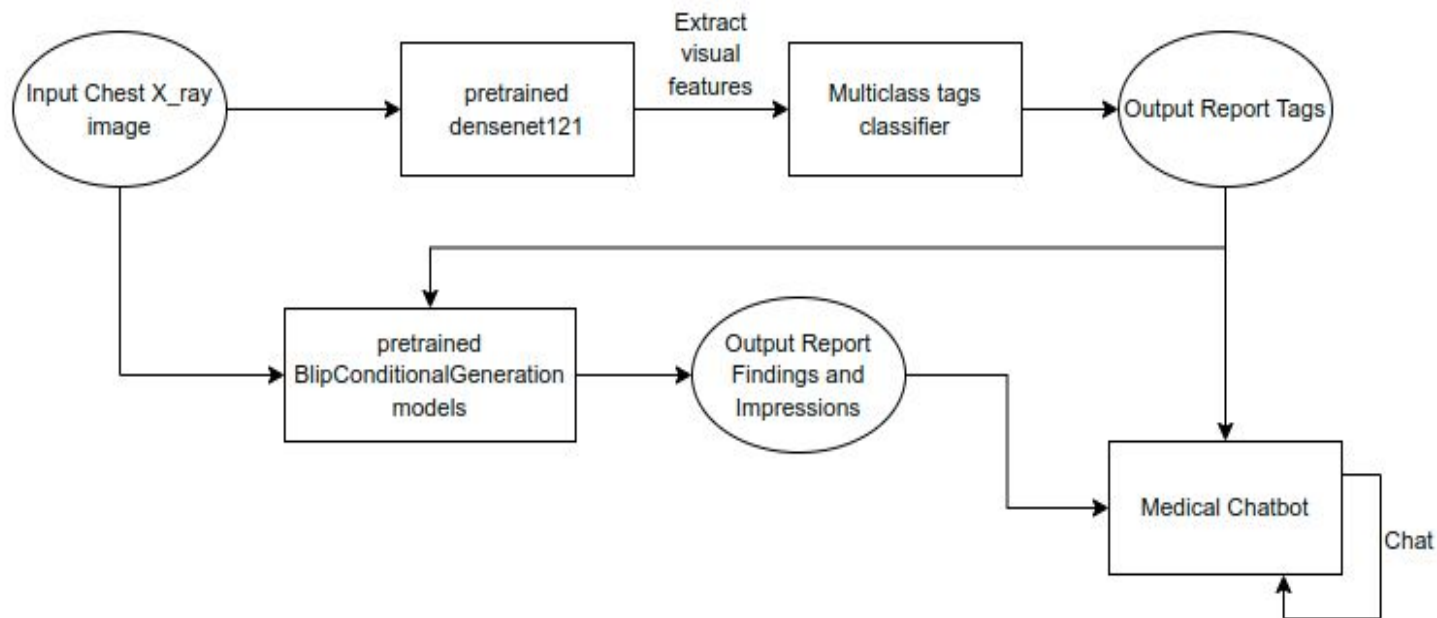 Input Chest X_ray
image
pretrained
densenet121
Extract
visual
features
Multiclass tags
classifier
Output Report Tags
pretrained
BlipConditionalGeneration
models
Output Report
Findings and
Impressions
Medical Chatbot
Chat